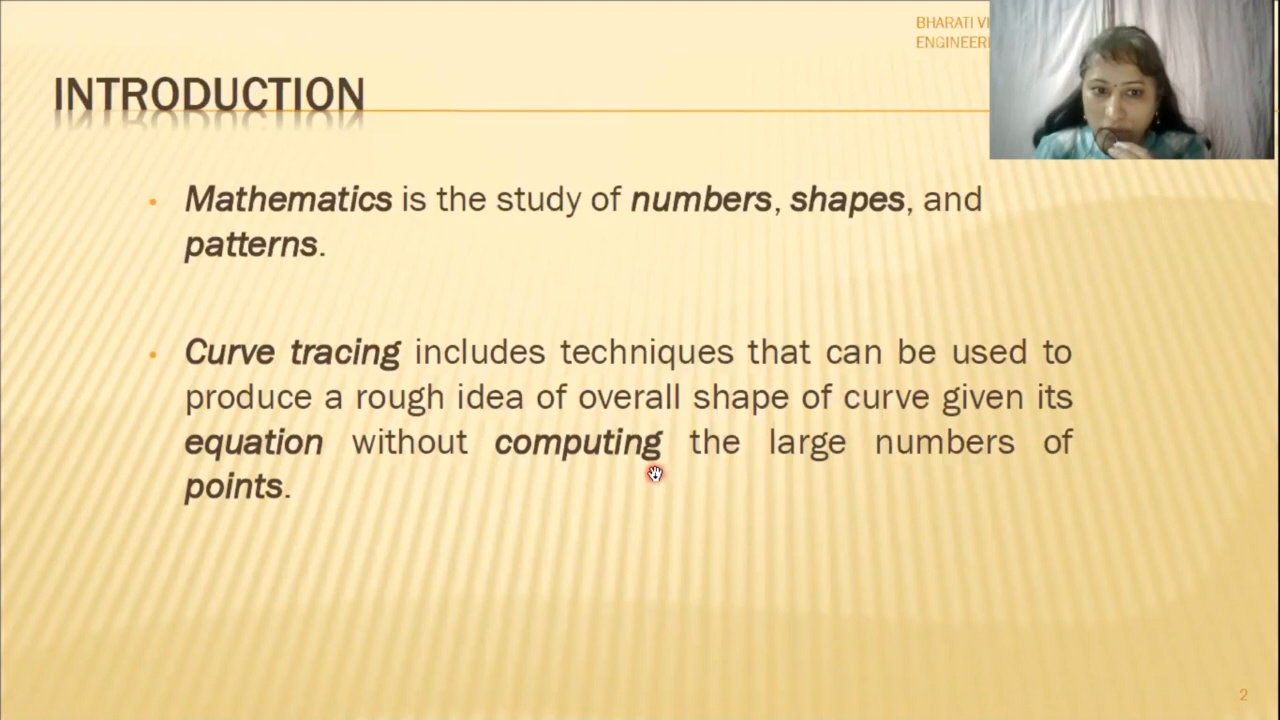 BHARATI
ENGINEERI
INTRODUCTION
• Mathematics is the study of numbers, shapes, and
patterns.
• Curve tracing includes techniques that can be used to
produce a rough idea of overall shape of curve given its
equation without computing the large numbers of
points.
2